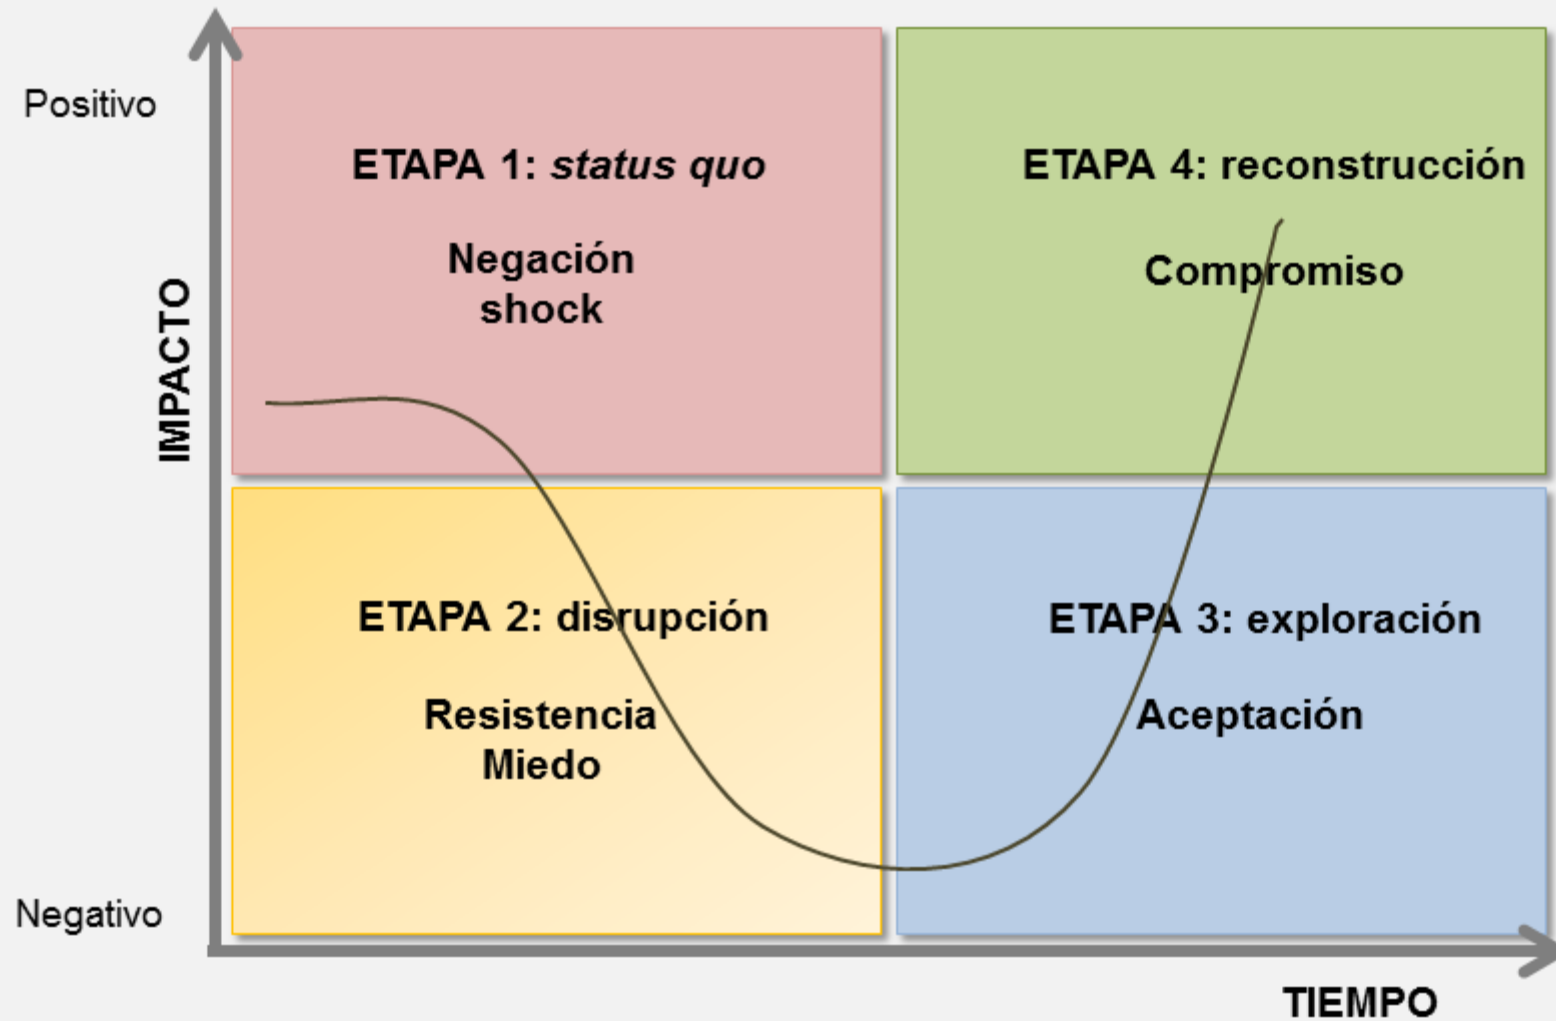 Positivo
IMPACTO
Negativo
ETAPA 1: status quo
Negación
shock
ETAPA 4: reconstrucción
Compromiso
ETAPA 2: disrupción
Resistencia
Miedo
ETAPA 3: exploración
Aceptación
TIEMPO